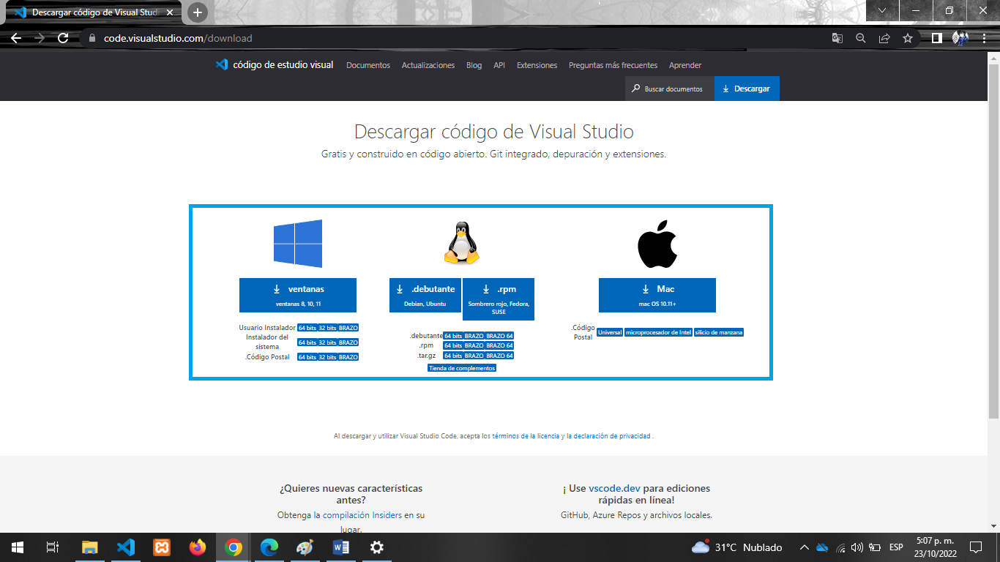 Descargar código de Visual Studi
code.visualstudio.com/download
código de estudio visual Documentos Actualizaciones Blog API Extensiones Preguntas más frecuentes Aprender
Buscar documentos Descargar
Descargar código de Visual Studio
Gratis y construido en código abierto. Git integrado, depuración y extensiones.
ventanas
ventanas 8, 10, 11
Usuario Instalador 64 bits 32 bits BRAZO
Instalador del
sistema
64 bits 32 bits BRAZO
.Código Postal 64 bits 32 bits BRAZO
.debutante
Debian, Ubuntu
.rpm
Sombrero rojo, Fedora,
SUSE
.debutante 64 bits BRAZO BRAZO 64
.rpm 64 bits BRAZO BRAZO 64
.tar.gz 64 bits BRAZO BRAZO 64
Tienda de complementos
Mac
mac OS 10.11+
.Código
Postal
Universal microprocesador de Intel silicio de manzana
Al descargar y utilizar Visual Studio Code, acepta los términos de la licencia y la declaración de privacidad .
¿Quieres nuevas características
antes?
Obtenga la compilación Insiders en su
lugar.
¡ Use vscode.dev para ediciones
rápidas en línea!
GitHub, Azure Repos y archivos locales.
31°C Nublado
ESP
5:07 p. m.
23/10/2022